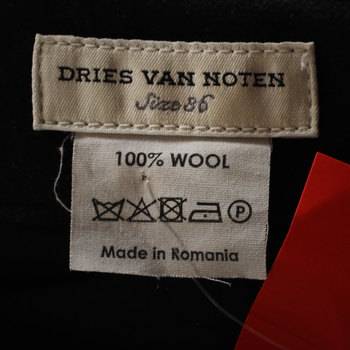 DRIES VAN NOTEN
Size 36
100% WOOL
P
Made in Romania